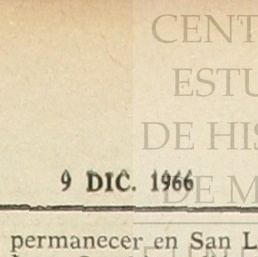 CENT
ESTU
DE HIS
9 DIC. 1966
DE M
permanecer en San L